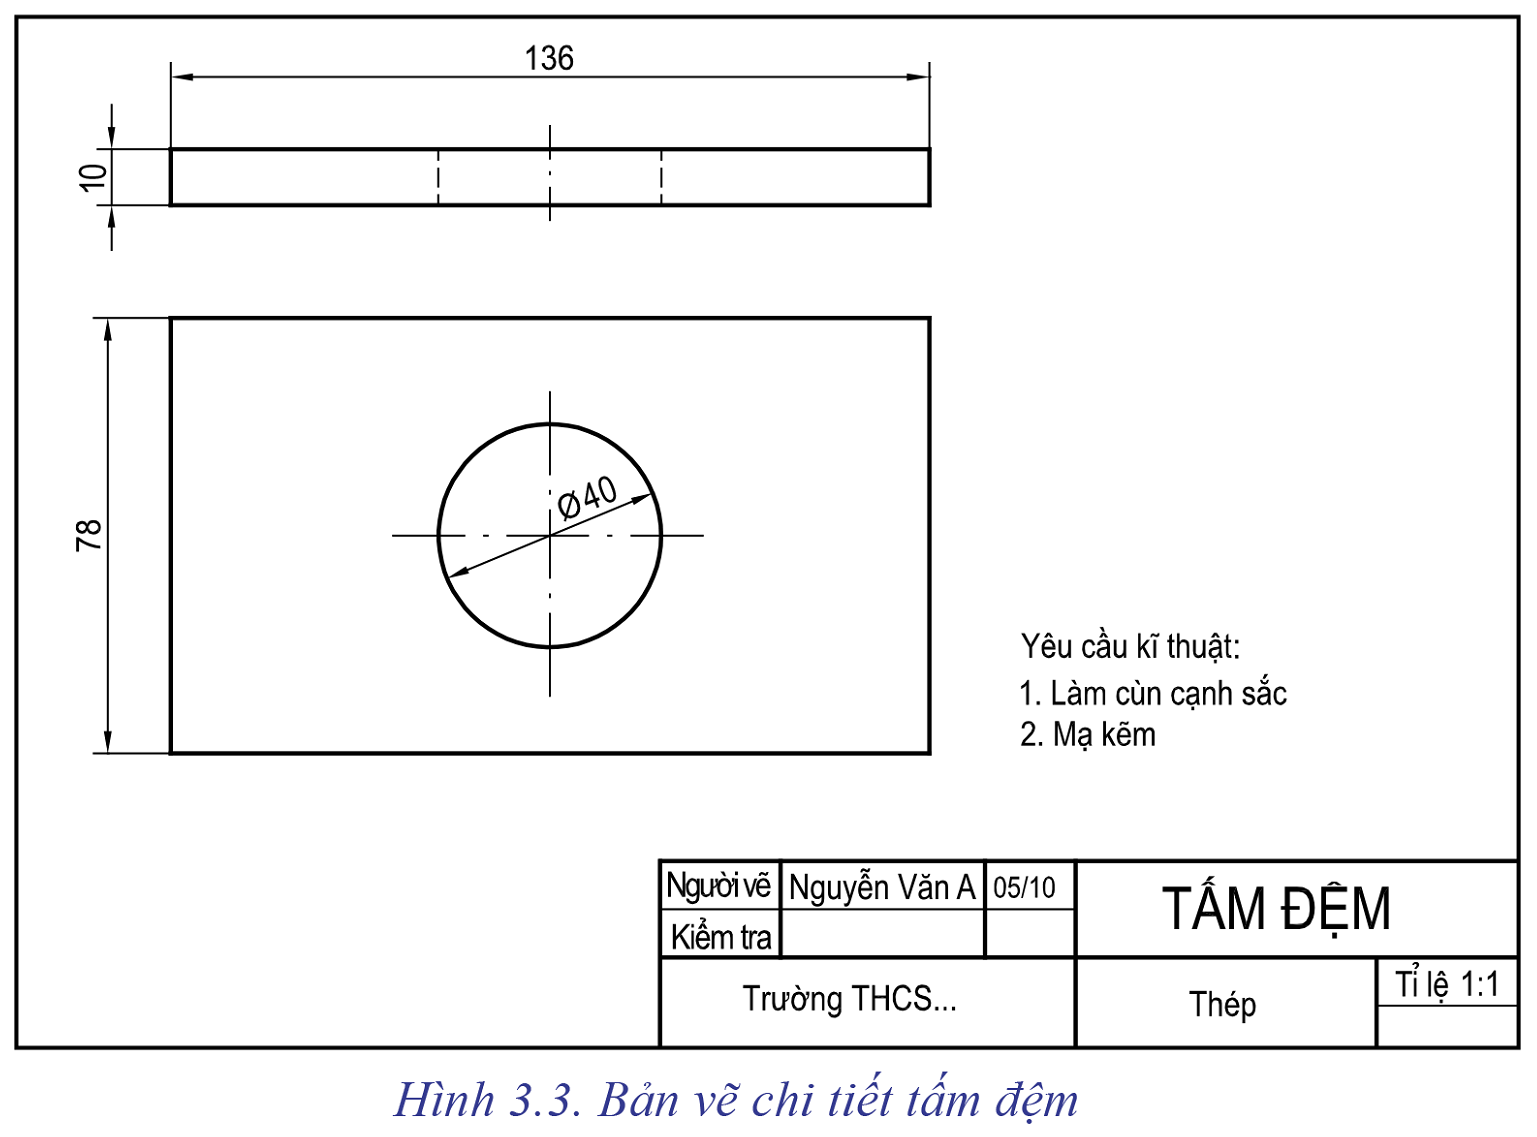 136
10
78
Ø40
Yêu cầu kĩ thuật:
1. Làm cùn cạnh sắc
2. Mạ kẽm
Người vẽ Nguyễn Văn A 05/10
TẤM ĐỆM
Kiểm tra
Trường THCS...
Thép
Tỉ lệ 1:1
Hình 3.3. Bản vẽ chi tiết tấm đệm